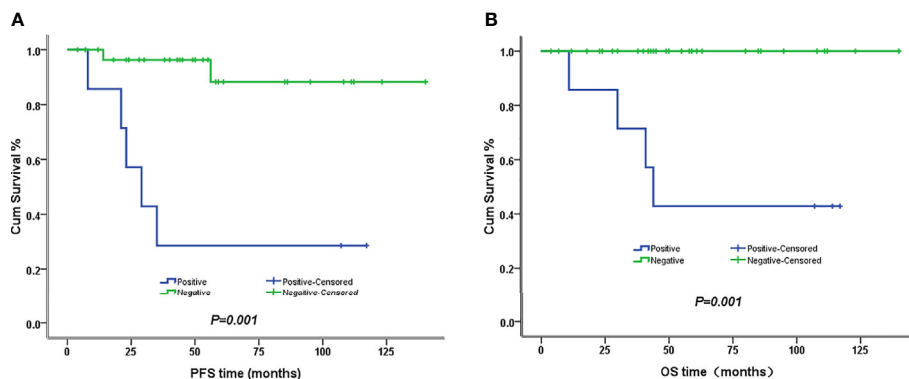 A
Cum Survival %
1.0
0.8
0.6
0.4
0.2
0.0
Positive
Positive-Censored
Negative
Negative-Censored
P=0.001
0
25
50
75
100
125
PFS time (months)
B
Cum Survival %
1.0
0.8
0.6
0.4
0.2
0.0
Positive
Positive-Censored
Negative
Negative-Censored
P=0.001
0
25
50
75
100
125
OS time（months）